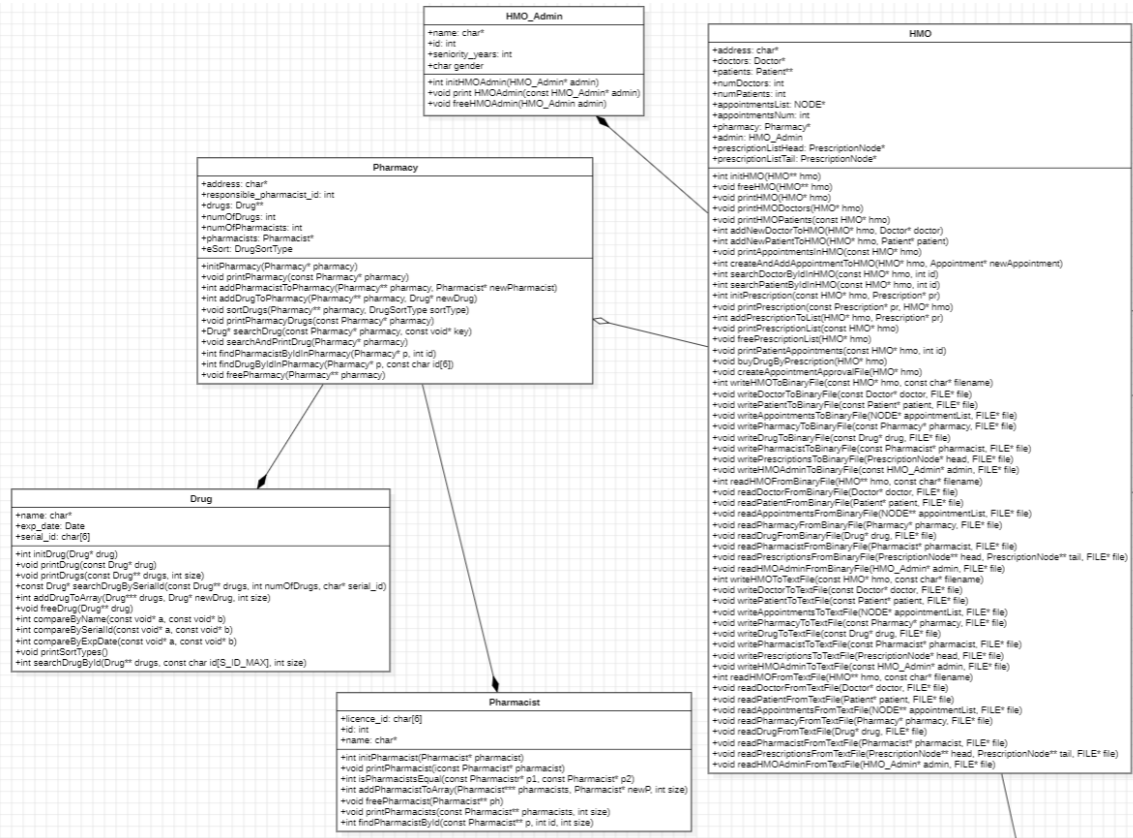 HMO_Admin
+name: char*
+id: int
+seniority_years: int
+char gender
+int initHMOAdmin(HMO_Admin* admin)
+void print HMOAdmin(const HMO_Admin* admin)
+void freeHMOAdmin(HMO_Admin admin)
HMO
+address: char*
+doctors: Doctor*
+patients: Patient**
+numDoctors: int
+numPatients: int
+appointmentsList: NODE*
+appointmentsNum: int
+pharmacy: Pharmacy*
+admin: HMO_Admin
+prescriptionListHead: PrescriptionNode*
+prescriptionListTail: PrescriptionNode*
+int initHMO(HMO** hmo)
+void freeHMO(HMO** hmo)
+void printHMO(HMO* hmo)
+void printHMODoctors(HMO* hmo)
+void printHMOPatients(const HMO* hmo)
+int addNewDoctorToHMO(HMO* hmo, Doctor* doctor)
+int addNewPatientToHMO(HMO* hmo, Patient* patient)
+void printAppointmentsInHMO(const HMO* hmo)
+int createAndAddAppointmentToHMO(HMO* hmo, Appointment* newAppointment)
+int searchDoctorByIdInHMO(const HMO* hmo, int id)
+int searchPatientByIdInHMO(const HMO* hmo, int id)
+int initPrescription(const HMO* hmo, Prescription* pr)
+void printPrescription(const Prescription* pr, HMO* hmo)
+int addPrescriptionToList(HMO* hmo, Prescription* pr)
+void printPrescriptionList(const HMO* hmo)
+void freePrescriptionList(HMO* hmo)
+void printPatientAppointments(const HMO* hmo, int id)
+void buyDrugByPrescription(HMO* hmo)
+void createAppointmentApprovalFile(HMO* hmo)
+int writeHMOToBinaryFile(const HMO* hmo, const char* filename)
+void writeDoctorToBinaryFile(const Doctor* doctor, FILE* file)
+void writePatientToBinaryFile(const Patient* patient, FILE* file)
+void writeAppointmentsToBinaryFile(NODE* appointmentList, FILE* file)
+void writePharmacyToBinaryFile(const Pharmacy* pharmacy, FILE* file)
+void writeDrugToBinaryFile(const Drug* drug, FILE* file)
+void writePharmacistToBinaryFile(const Pharmacist* pharmacist, FILE* file)
+void writePrescriptionsToBinaryFile(PrescriptionNode* head, FILE* file)
+void writeHMOAdminToBinaryFile(const HMO_Admin* admin, FILE* file)
+int readHMOFromBinaryFile(HMO** hmo, const char* filename)
+void readDoctorFromBinaryFile(Doctor* doctor, FILE* file)
+void readPatientFromBinaryFile(Patient* patient, FILE* file)
+void readAppointmentsFromBinaryFile(NODE** appointmentList, FILE* file)
+void readPharmacyFromBinaryFile(Pharmacy* pharmacy, FILE* file)
+void readDrugFromBinaryFile(Drug* drug, FILE* file)
+void readPharmacistFromBinaryFile(Pharmacist* pharmacist, FILE* file)
+void readPrescriptionsFromBinaryFile(PrescriptionNode** head, PrescriptionNode** tail, FILE* file)
+void readHMOAdminFromBinaryFile(HMO_Admin* admin, FILE* file)
+int writeHMOToTextFile(const HMO* hmo, const char* filename)
+void writeDoctorToTextFile(const Doctor* doctor, FILE* file)
+void writePatientToTextFile(const Patient* patient, FILE* file)
+void writeAppointmentsToTextFile(NODE* appointmentList, FILE* file)
+void writePharmacyToTextFile(const Pharmacy* pharmacy, FILE* file)
+void writeDrugToTextFile(const Drug* drug, FILE* file)
+void writePharmacistToTextFile(const Pharmacist* pharmacist, FILE* file)
+void writePrescriptionsToTextFile(PrescriptionNode* head, FILE* file)
+void writeHMOAdminToTextFile(const HMO_Admin* admin, FILE* file)
+int readHMOFromTextFile(HMO** hmo, const char* filename)
+void readDoctorFromTextFile(Doctor* doctor, FILE* file)
+void readPatientFromTextFile(Patient* patient, FILE* file)
+void readAppointmentsFromTextFile(NODE** appointmentList, FILE* file)
+void readPharmacyFromTextFile(Pharmacy* pharmacy, FILE* file)
+void readDrugFromTextFile(Drug* drug, FILE* file)
+void readPharmacistFromTextFile(Pharmacist* pharmacist, FILE* file)
+void readPrescriptionsFromTextFile(PrescriptionNode** head, PrescriptionNode** tail, FILE* file)
+void readHMOAdminFromTextFile(HMO_Admin* admin, FILE* file)
Pharmacy
+address: char*
+responsible_pharmacist_id: int
+drugs: Drug**
+numOfDrugs: int
+numOfPharmacists: int
+pharmacists: Pharmacist*
+eSort: DrugSortType
+initPharmacy(Pharmacy* pharmacy)
+void printPharmacy(const Pharmacy* pharmacy)
+int addPharmacistToPharmacy(Pharmacy** pharmacy, Pharmacist* newPharmacist)
+int addDrugToPharmacy(Pharmacy** pharmacy, Drug* newDrug)
+void sortDrugs(Pharmacy** pharmacy, DrugSortType sortType)
+void printPharmacyDrugs(const Pharmacy* pharmacy)
+Drug* searchDrug(const Pharmacy* pharmacy, const void* key)
+void searchAndPrintDrug(Pharmacy* pharmacy)
+int findPharmacistByIdInPharmacy(Pharmacy* p, int id)
+int findDrugByIdInPharmacy(Pharmacy* p, const char id[6])
+void freePharmacy(Pharmacy** pharmacy)
Drug
+name: char*
+exp_date: Date
+serial_id: char[6]
+int initDrug(Drug* drug)
+void printDrug(const Drug* drug)
+void printDrugs(const Drug** drugs, int size)
+const Drug* searchDrugBySerialId(const Drug** drugs, int numOfDrugs, char* serial_id)
+int addDrugToArray(Drug*** drugs, Drug* newDrug, int size)
+void freeDrug(Drug** drug)
+int compareByName(const void* a, const void* b)
+int compareBySerialId(const void* a, const void* b)
+int compareByExpDate(const void* a, const void* b)
+void printSortTypes()
+int searchDrugById(Drug** drugs, const char id[S_ID_MAX], int size)
Pharmacist
+licence_id: char[6]
+id: int
+name: char*
+int initPharmacist(Pharmacist* pharmacist)
+void printPharmacist(iconst Pharmacist* pharmacist)
+int isPharmacistsEqual(const Pharmacistr* p1, const Pharmacist* p2)
+int addPharmacistToArray(Pharmacist*** pharmacists, Pharmacist* newP, int size)
+void freePharmacist(Pharmacist** ph)
+void printPharmacists(const Pharmacist** pharmacists, int size)
+int findPharmacistById(const Pharmacist** p, int id, int size)